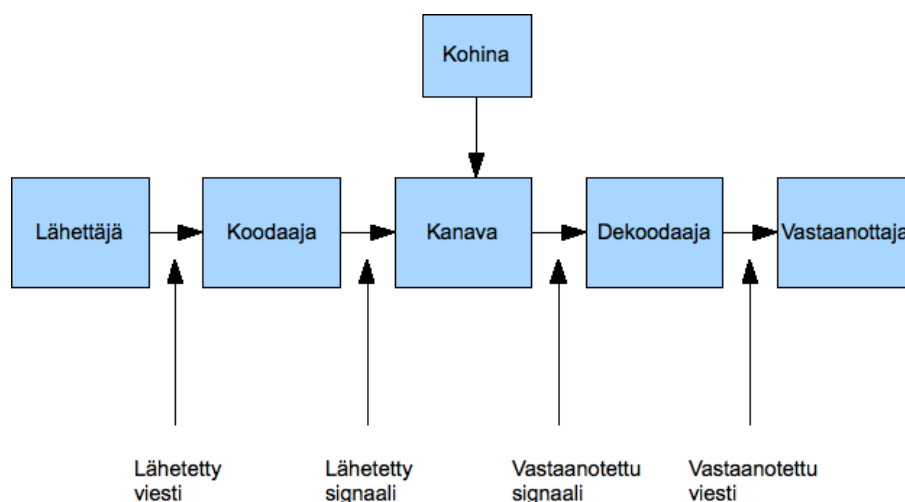 Kohina
Lähettäjä
Koodaaja
Kanava
Dekoodaaja
Vastaanottaja
Lähetetty
viesti
Lähetetty
signaali
Vastaanotettu
signaali
Vastaanotettu
viesti